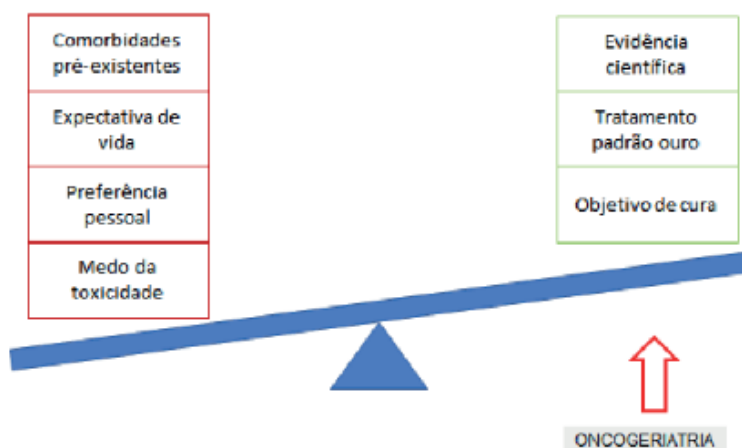 Comorbidades
pré-existentes
Expectativa de
vida
Preferência
pessoal
Medo da
toxicidade
Evidência
científica
Tratamento
padrão ouro
Objetivo de cura
ONCOGERIATRIA